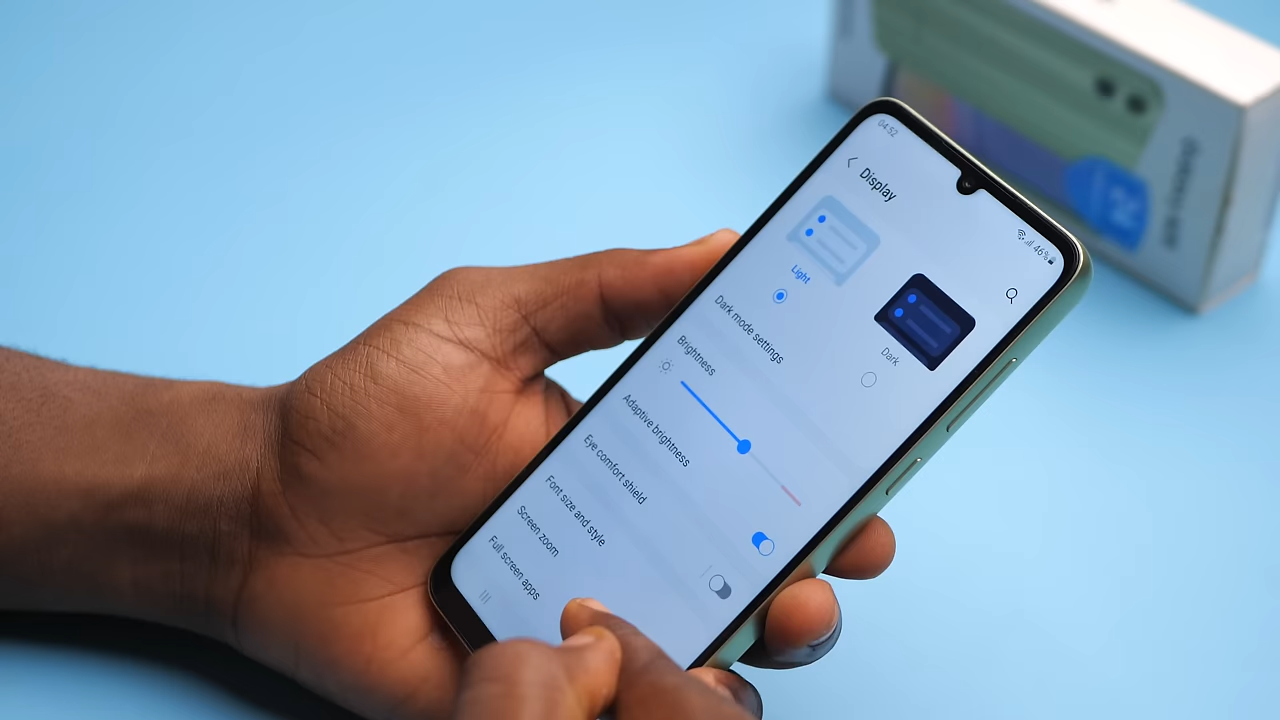 04:52
46%
Display
Light
Dark
Dark mode settings
Brightness
Adaptive brightness
Eye comfort shield
Font size and style
Screen zoom
Full screen apps